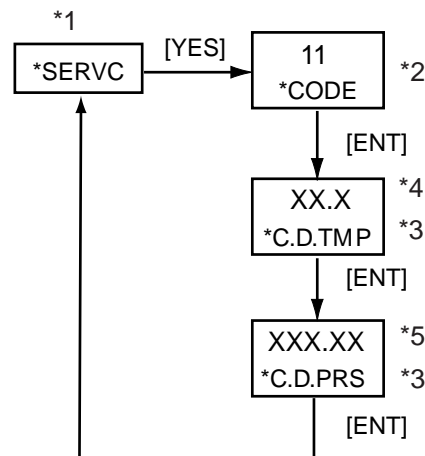 *1
*SERVC
[YES]
11
*CODE
*2
[ENT]
XX.X
*4
*C.D.TMP
*3
[ENT]
XXX.XX
*5
*C.D.PRS
*3
[ENT]